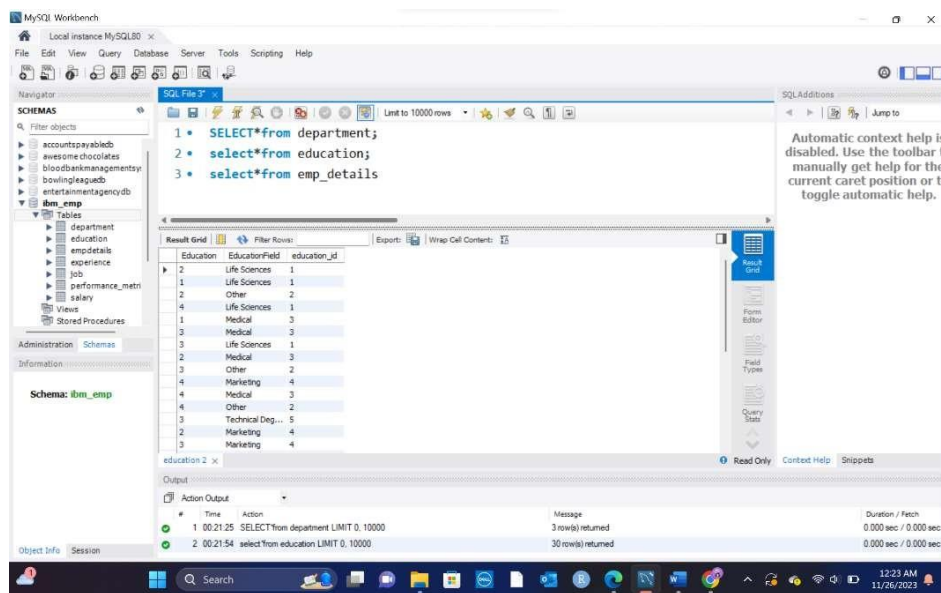 MySQL Workbench
Local instance MySQL80 ×
File Edit View Query Database Server Tools Scripting Help
Navigator
SCHEMAS
Filter objects
accountspayabledb
awesome chocolates
bloodbankmanagementsy
bowlingleaguedb
entertainmentagencydb
ibm_emp
Tables
department
education
empdetails
experience
job
performance_metri
salary
Views
Stored Procedures
Administration Schemas
Information
Schema: ibm_emp
Object Info Session
SQL File 3* ×
Limit to 10000 rows
1 • SELECT*from department;
2 • select*from education;
3 • select*from emp_details
Result Grid Filter Rows: Export: Wrap Cell Content:
Education EducationField education_id
2 Life Sciences 1
1 Life Sciences 1
2 Other 2
4 Life Sciences 1
1 Medical 3
3 Medical 3
3 Life Sciences 1
2 Medical 3
3 Other 2
4 Marketing 4
4 Medical 3
4 Other 2
3 Technical Deg... 5
2 Marketing 4
3 Marketing 4
Result Grid
Form Editor
Field Types
Query Stats
education 2 × Read Only
Output
Action Output
# Time Action Message Duration / Fetch
1 00:21:25 SELECT*from department LIMIT 0, 10000 3 row(s) returned 0.000 sec / 0.000 sec
2 00:21:54 select*from education LIMIT 0, 10000 30 row(s) returned 0.000 sec / 0.000 sec
SQLAdditions
Jump to
Automatic context help is
disabled. Use the toolbar t
manually get help for the
current caret position or t
toggle automatic help.
Context Help Snippets
Search
12:23 AM
11/26/2023